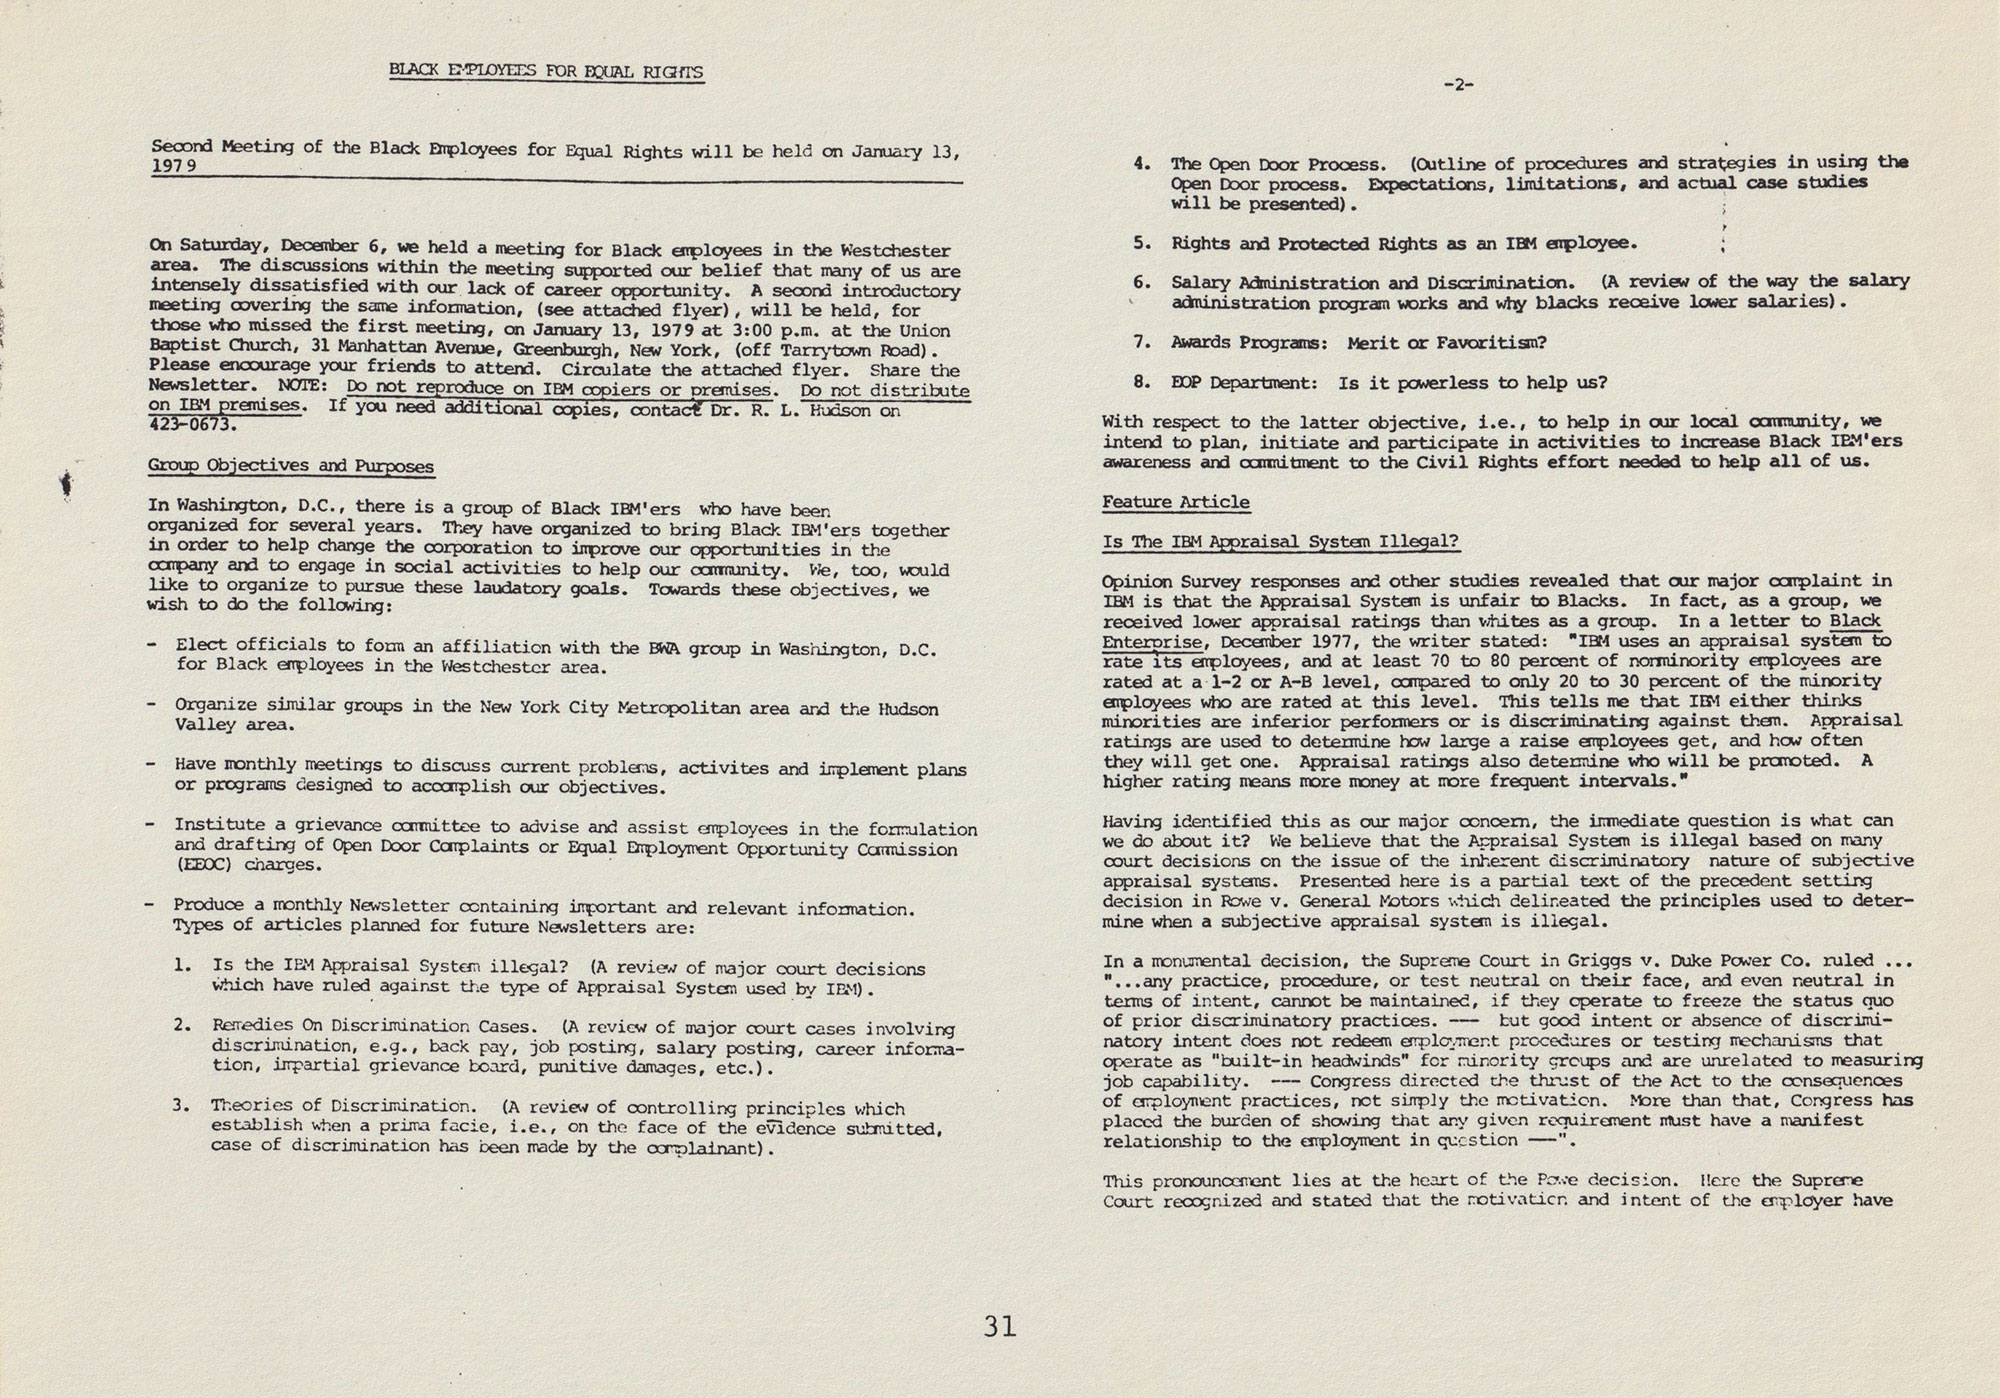 BLACK EMPLOYEES FOR EQUAL RIGHTS
Second Meeting of the Black Employees for Equal Rights will be held on January 13,
1979
On Saturday, December 6, we held a meeting for Black employees in the Westchester
area. The discussions within the meeting supported our belief that many of us are
intensely dissatisfied with our lack of career opportunity. A second introductory
meeting covering the same information, (see attached flyer), will be held, for
those who missed the first meeting, on January 13, 1979 at 3:00 p.m. at the Union
Baptist Church, 31 Manhattan Avenue, Greenburgh, New York, (off Tarrytown Road).
Please encourage your friends to attend. Circulate the attached flyer. Share the
Newsletter. NOTE: Do not reproduce on IBM copiers or premises. Do not distribute
on IBM premises. If you need additional copies, contact Dr. R. L. Hudson on
423-0673.
Group Objectives and Purposes
In Washington, D.C., there is a group of Black IBM'ers who have been
organized for several years. They have organized to bring Black IBM'ers together
in order to help change the corporation to improve our opportunities in the
company and to engage in social activities to help our community. We, too, would
like to organize to pursue these laudatory goals. Towards these objectives, we
wish to do the following:
- Elect officials to form an affiliation with the BWA group in Washington, D.C.
for Black employees in the Westchester area.
- Organize similar groups in the New York City Metropolitan area and the Hudson
Valley area.
- Have monthly meetings to discuss current problems, activites and implement plans
or programs designed to accomplish our objectives.
- Institute a grievance committee to advise and assist employees in the formulation
and drafting of Open Door Complaints or Equal Employment Opportunity Commission
(EEOC) charges.
- Produce a monthly Newsletter containing important and relevant information.
Types of articles planned for future Newsletters are:
1. Is the IBM Appraisal System illegal? (A review of major court decisions
which have ruled against the type of Appraisal System used by IBM).
2. Remedies On Discrimination Cases. (A review of major court cases involving
discrimination, e.g., back pay, job posting, salary posting, career informa-
tion, impartial grievance board, punitive damages, etc.).
3. Theories of Discrimination. (A review of controlling principles which
establish when a prima facie, i.e., on the face of the evidence submitted,
case of discrimination has been made by the complainant).
-2-
4. The Open Door Process. (Outline of procedures and strategies in using the
Open Door process. Expectations, limitations, and actual case studies
will be presented).
5. Rights and Protected Rights as an IBM employee.
6. Salary Administration and Discrimination. (A review of the way the salary
administration program works and why blacks receive lower salaries).
7. Awards Programs: Merit or Favoritism?
8. EOP Department: Is it powerless to help us?
With respect to the latter objective, i.e., to help in our local community, we
intend to plan, initiate and participate in activities to increase Black IBM'ers
awareness and commitment to the Civil Rights effort needed to help all of us.
Feature Article
Is The IBM Appraisal System Illegal?
Opinion Survey responses and other studies revealed that our major complaint in
IBM is that the Appraisal System is unfair to Blacks. In fact, as a group, we
received lower appraisal ratings than whites as a group. In a letter to Black
Enterprise, December 1977, the writer stated: "IBM uses an appraisal system to
rate its employees, and at least 70 to 80 percent of norminority employees are
rated at a 1-2 or A-B level, compared to only 20 to 30 percent of the minority
employees who are rated at this level. This tells me that IBM either thinks
minorities are inferior performers or is discriminating against them. Appraisal
ratings are used to determine how large a raise employees get, and how often
they will get one. Appraisal ratings also determine who will be promoted. A
higher rating means more money at more frequent intervals."
Having identified this as our major concern, the immediate question is what can
we do about it? We believe that the Appraisal System is illegal based on many
court decisions on the issue of the inherent discriminatory nature of subjective
appraisal systems. Presented here is a partial text of the precedent setting
decision in Rowe v. General Motors which delineated the principles used to deter-
mine when a subjective appraisal system is illegal.
In a monumental decision, the Supreme Court in Griggs v. Duke Power Co. ruled ...
"...any practice, procedure, or test neutral on their face, and even neutral in
terms of intent, cannot be maintained, if they operate to freeze the status quo
of prior discriminatory practices. --- but good intent or absence of discrimi-
natory intent does not redeem employment procedures or testing mechanisms that
operate as "built-in headwinds" for minority groups and are unrelated to measuring
job capability. --- Congress directed the thrust of the Act to the consequences
of employment practices, not simply the motivation. More than that, Congress has
placed the burden of showing that any given requirement must have a manifest
relationship to the employment in question ---".
This pronouncement lies at the heart of the Rowe decision. Here the Supreme
Court recognized and stated that the motivation and intent of the employer have
31